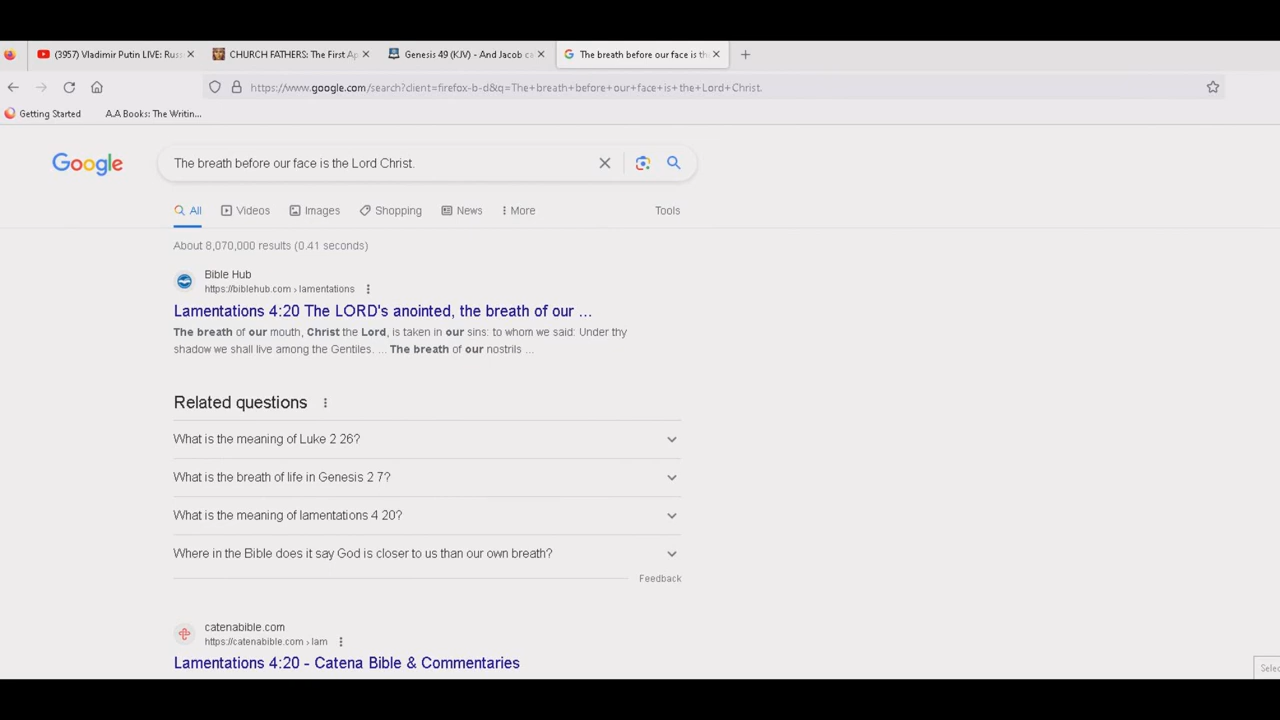 (3957) Vladimir Putin LIVE: Russ
CHURCH FATHERS: The First Ap
Genesis 49 (KJV) - And Jacob ca
The breath before our face is th
https://www.google.com/search?client=firefox-b-d&q=The+breath+before+our+face+is+the+Lord+Christ.
Getting Started
A.A Books: The Writin...
Google
The breath before our face is the Lord Christ.
All
Videos
Images
Shopping
News
More
Tools
About 8,070,000 results (0.41 seconds)
Bible Hub
https://biblehub.com › lamentations
Lamentations 4:20 The LORD's anointed, the breath of our ...
The breath of our mouth, Christ the Lord, is taken in our sins: to whom we said: Under thy
shadow we shall live among the Gentiles. ... The breath of our nostrils ...
Related questions
What is the meaning of Luke 2 26?
What is the breath of life in Genesis 2 7?
What is the meaning of lamentations 4 20?
Where in the Bible does it say God is closer to us than our own breath?
Feedback
catenabible.com
https://catenabible.com › lam
Lamentations 4:20 - Catena Bible & Commentaries
Selec